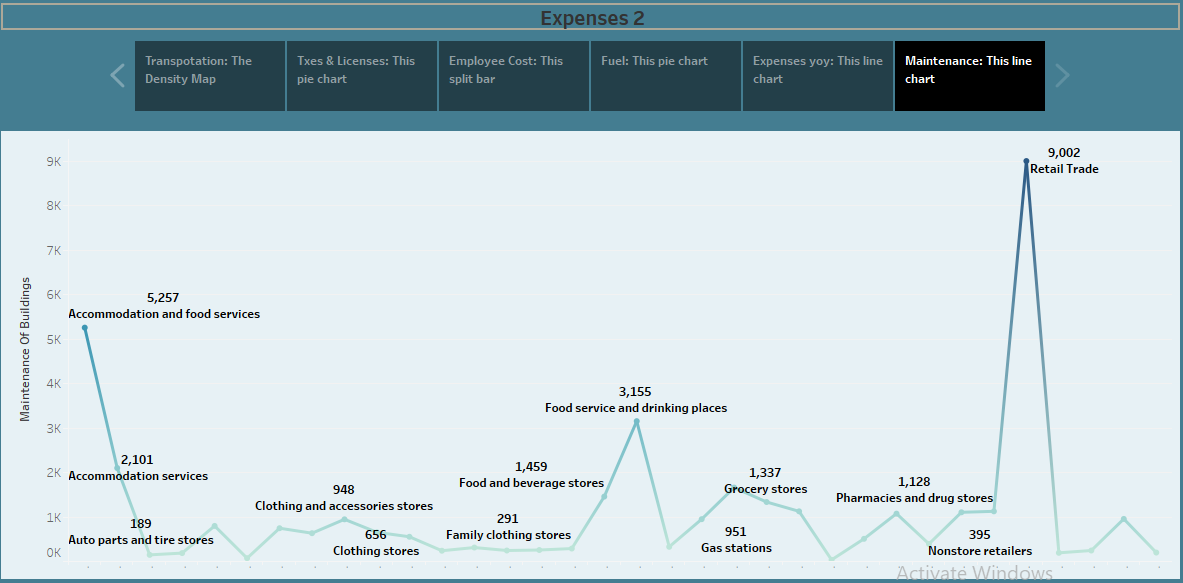 Expenses 2
Transpotation: The
Density Map
Txes & Licenses: This
pie chart
Employee Cost: This
split bar
Fuel: This pie chart
Expenses yoy: This line
chart
Maintenance: This line
chart
Maintenance Of Buildings
9K
8K
7K
6K
5K
4K
3K
2K
1K
0K
5,257
Accommodation and food services
2,101
Accommodation services
189
Auto parts and tire stores
948
Clothing and accessories stores
656
Clothing stores
291
Family clothing stores
1,459
Food and beverage stores
3,155
Food service and drinking places
951
Gas stations
1,337
Grocery stores
1,128
Pharmacies and drug stores
395
Nonstore retailers
9,002
Retail Trade
Activate Windows